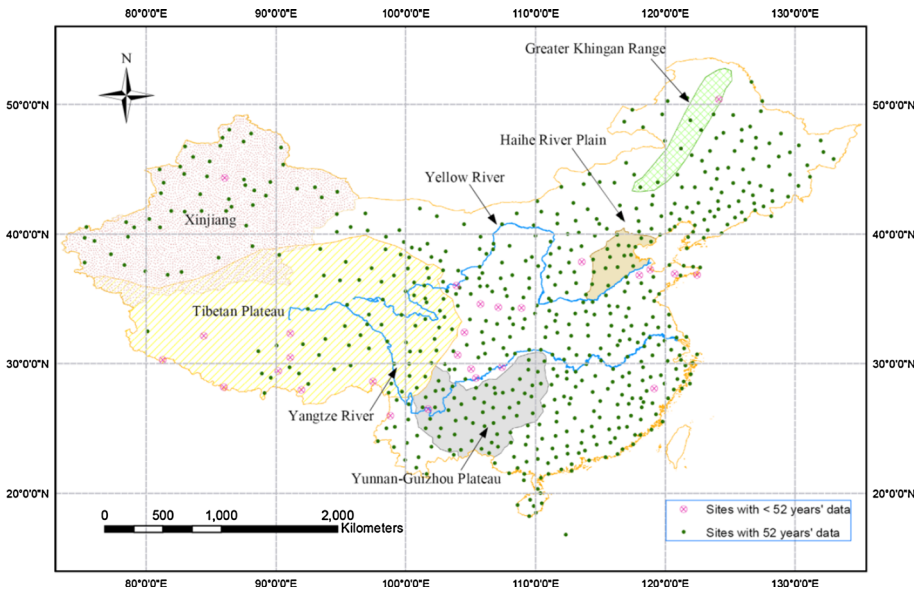 80°0'0"E 90°0'0"E 100°0'0"E 110°0'0"E 120°0'0"E 130°0'0"E
Greater Khingan Range
N
50°0'0"N 50°0'0"N
Haihe River Plain
Yellow River
Xinjiang
40°0'0"N 40°0'0"N
Tibetan Plateau
30°0'0"N 30°0'0"N
Yangtze River
Yunnan-Guizhou Plateau
20°0'0"N 20°0'0"N
0 500 1,000 2,000
Kilometers
Sites with < 52 years' data
Sites with 52 years' data
80°0'0"E 90°0'0"E 100°0'0"E 110°0'0"E 120°0'0"E 130°0'0"E